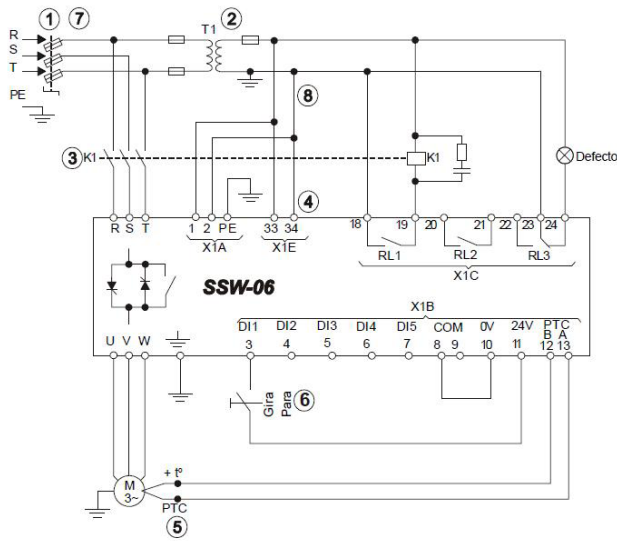 1 7 T1 2
R
S
T
PE
8
3 K1 K1 Defecto
4
R S T 1 2 PE 33 34 18 19 20 21 22 23 24
X1A X1E RL1 RL2 RL3
X1C
SSW-06
X1B
DI1 DI2 DI3 DI4 DI5 COM 0V 24V PTC
B A
U V W 3 4 5 6 7 8 9 10 11 12 13
Gira
Para
6
+ tº
M
3~
PTC
5